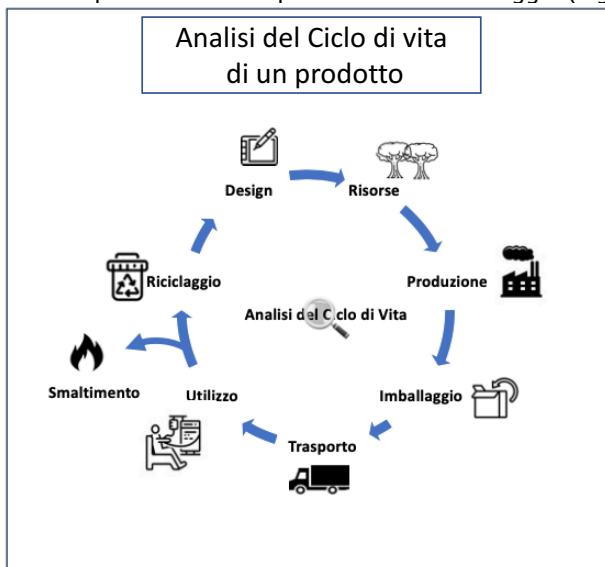 Analisi del Ciclo di vita
di un prodotto
Design
Risorse
Riciclaggio
Produzione
Analisi del Ciclo di Vita
Smaltimento
Utilizzo
Imballaggio
Trasporto